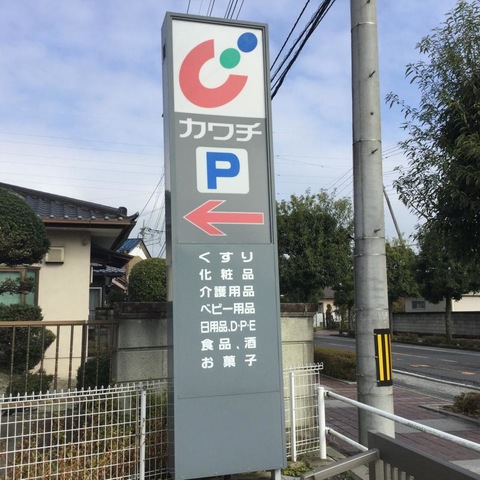 カワチ
P
くすり
化粧品
介護用品
ベビー用品
日用品、D・P・E
食品、酒
お菓子